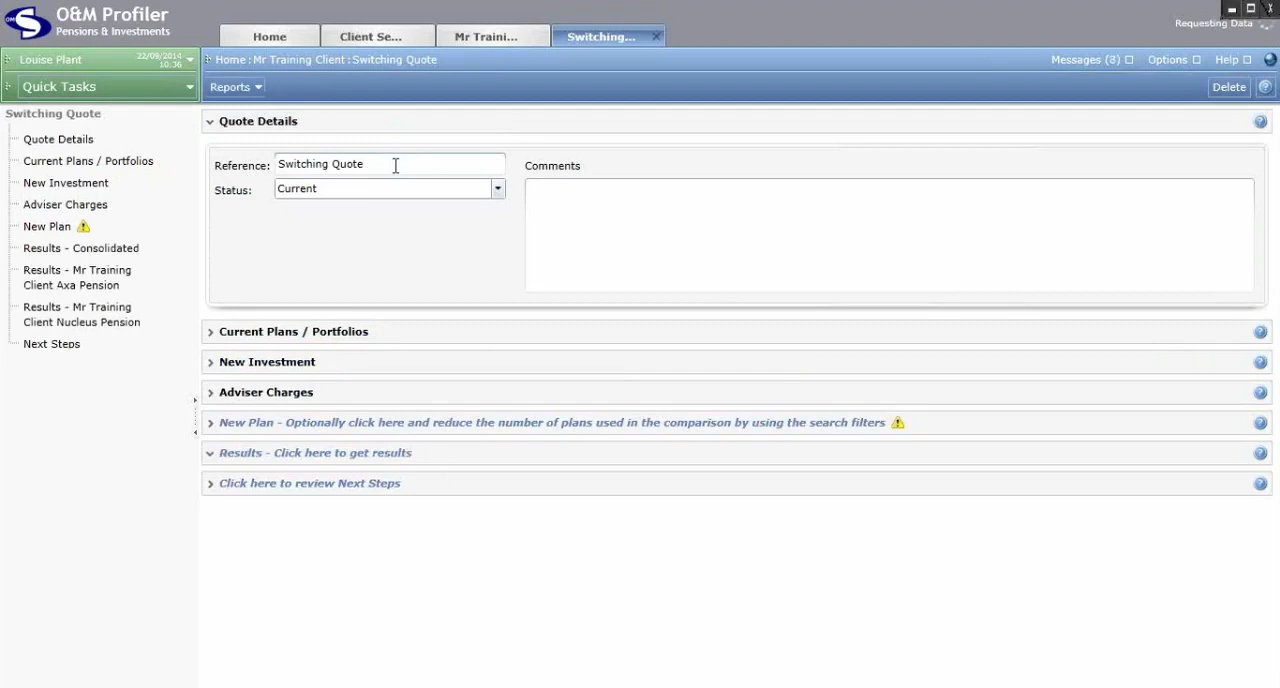 O&M Profiler
Pensions & Investments
Requesting Data
Home
Client Se...
Mr Traini...
Switching...
Louise Plant
22/09/2014
10:36
Home : Mr Training Client : Switching Quote
Messages (8)
Options
Help
Quick Tasks
Reports
Delete
Switching Quote
Quote Details
Current Plans / Portfolios
New Investment
Adviser Charges
New Plan
Results - Consolidated
Results - Mr Training
Client Axa Pension
Results - Mr Training
Client Nucleus Pension
Next Steps
Quote Details
Reference:
Switching Quote
Comments
Status:
Current
Current Plans / Portfolios
New Investment
Adviser Charges
New Plan - Optionally click here and reduce the number of plans used in the comparison by using the search filters
Results - Click here to get results
Click here to review Next Steps